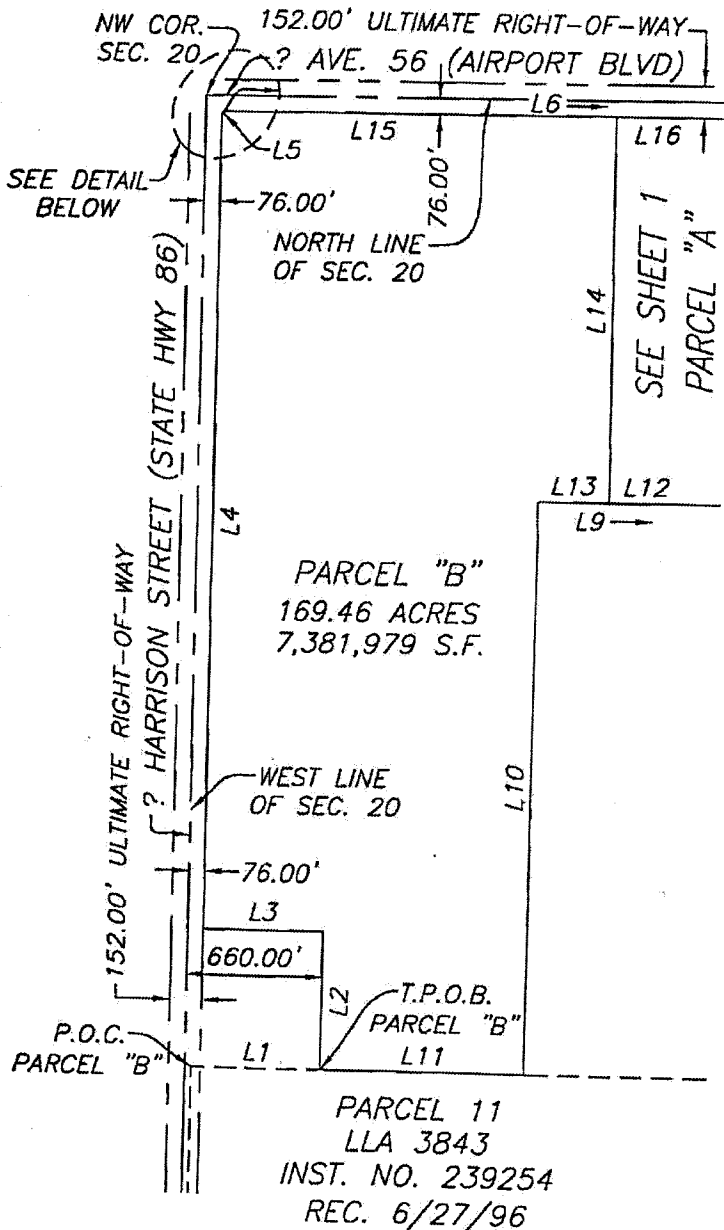 152.00' ULTIMATE RIGHT-OF-WAY
NW COR.
SEC. 20
? AVE. 56 (AIRPORT BLVD)
L6
L15
L16
L5
SEE DETAIL
BELOW
76.00'
76.00'
NORTH LINE
OF SEC. 20
SEE SHEET 1
PARCEL "A"
L14
? HARRISON STREET (STATE HWY 86)
L4
L13
L12
L9
PARCEL "B"
169.46 ACRES
7,381,979 S.F.
152.00' ULTIMATE RIGHT-OF-WAY
WEST LINE
OF SEC. 20
L10
76.00'
L3
660.00'
L2
T.P.O.B.
PARCEL "B"
P.O.C.
PARCEL "B"
L1
L11
PARCEL 11
LLA 3843
INST. NO. 239254
REC. 6/27/96